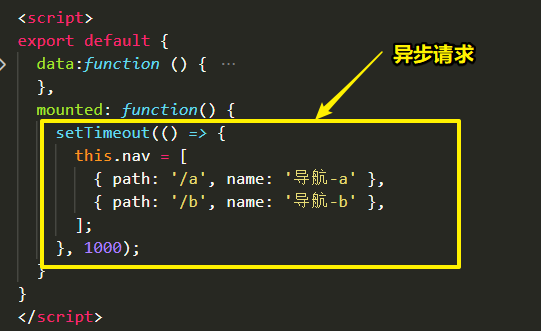 <script>
export default {
异步请求
data:function () { ⋯
},
mounted: function() {
setTimeout(() => {
this.nav = [
{ path: '/a', name: '导航-a' },
{ path: '/b', name: '导航-b' },
];
}, 1000);
}
}
</script>